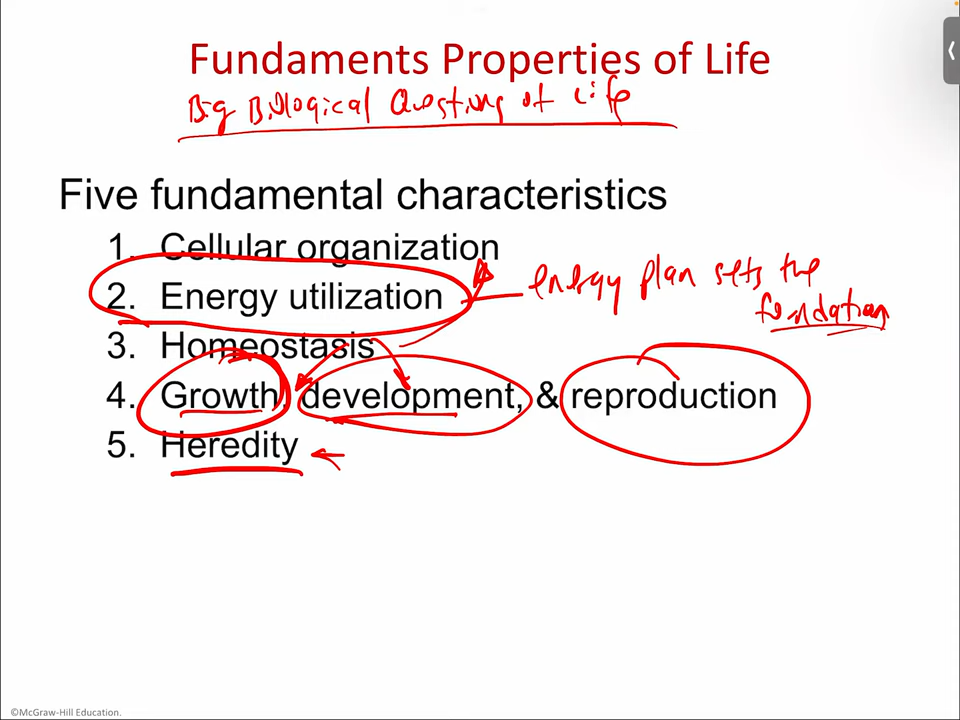 Fundaments Properties of Life
Big Biological Questions of Life
Five fundamental characteristics
1. Cellular organization
2. Energy utilization
energy plan sets the
foundation
3. Homeostasis
4. Growth, development, & reproduction
5. Heredity
©McGraw-Hill Education.